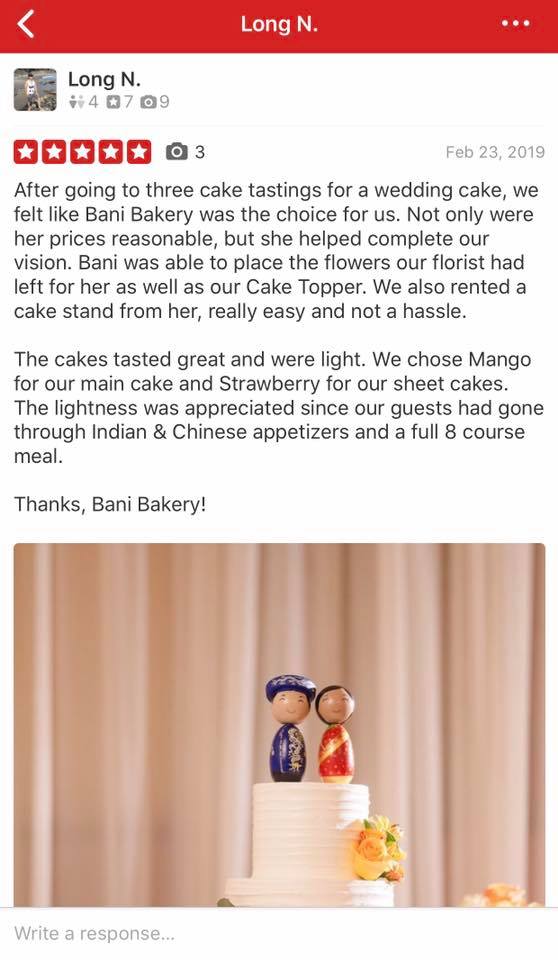 Long N.
Long N.
4 7 9
3 Feb 23, 2019
After going to three cake tastings for a wedding cake, we
felt like Bani Bakery was the choice for us. Not only were
her prices reasonable, but she helped complete our
vision. Bani was able to place the flowers our florist had
left for her as well as our Cake Topper. We also rented a
cake stand from her, really easy and not a hassle.
The cakes tasted great and were light. We chose Mango
for our main cake and Strawberry for our sheet cakes.
The lightness was appreciated since our guests had gone
through Indian & Chinese appetizers and a full 8 course
meal.
Thanks, Bani Bakery!
Write a response...